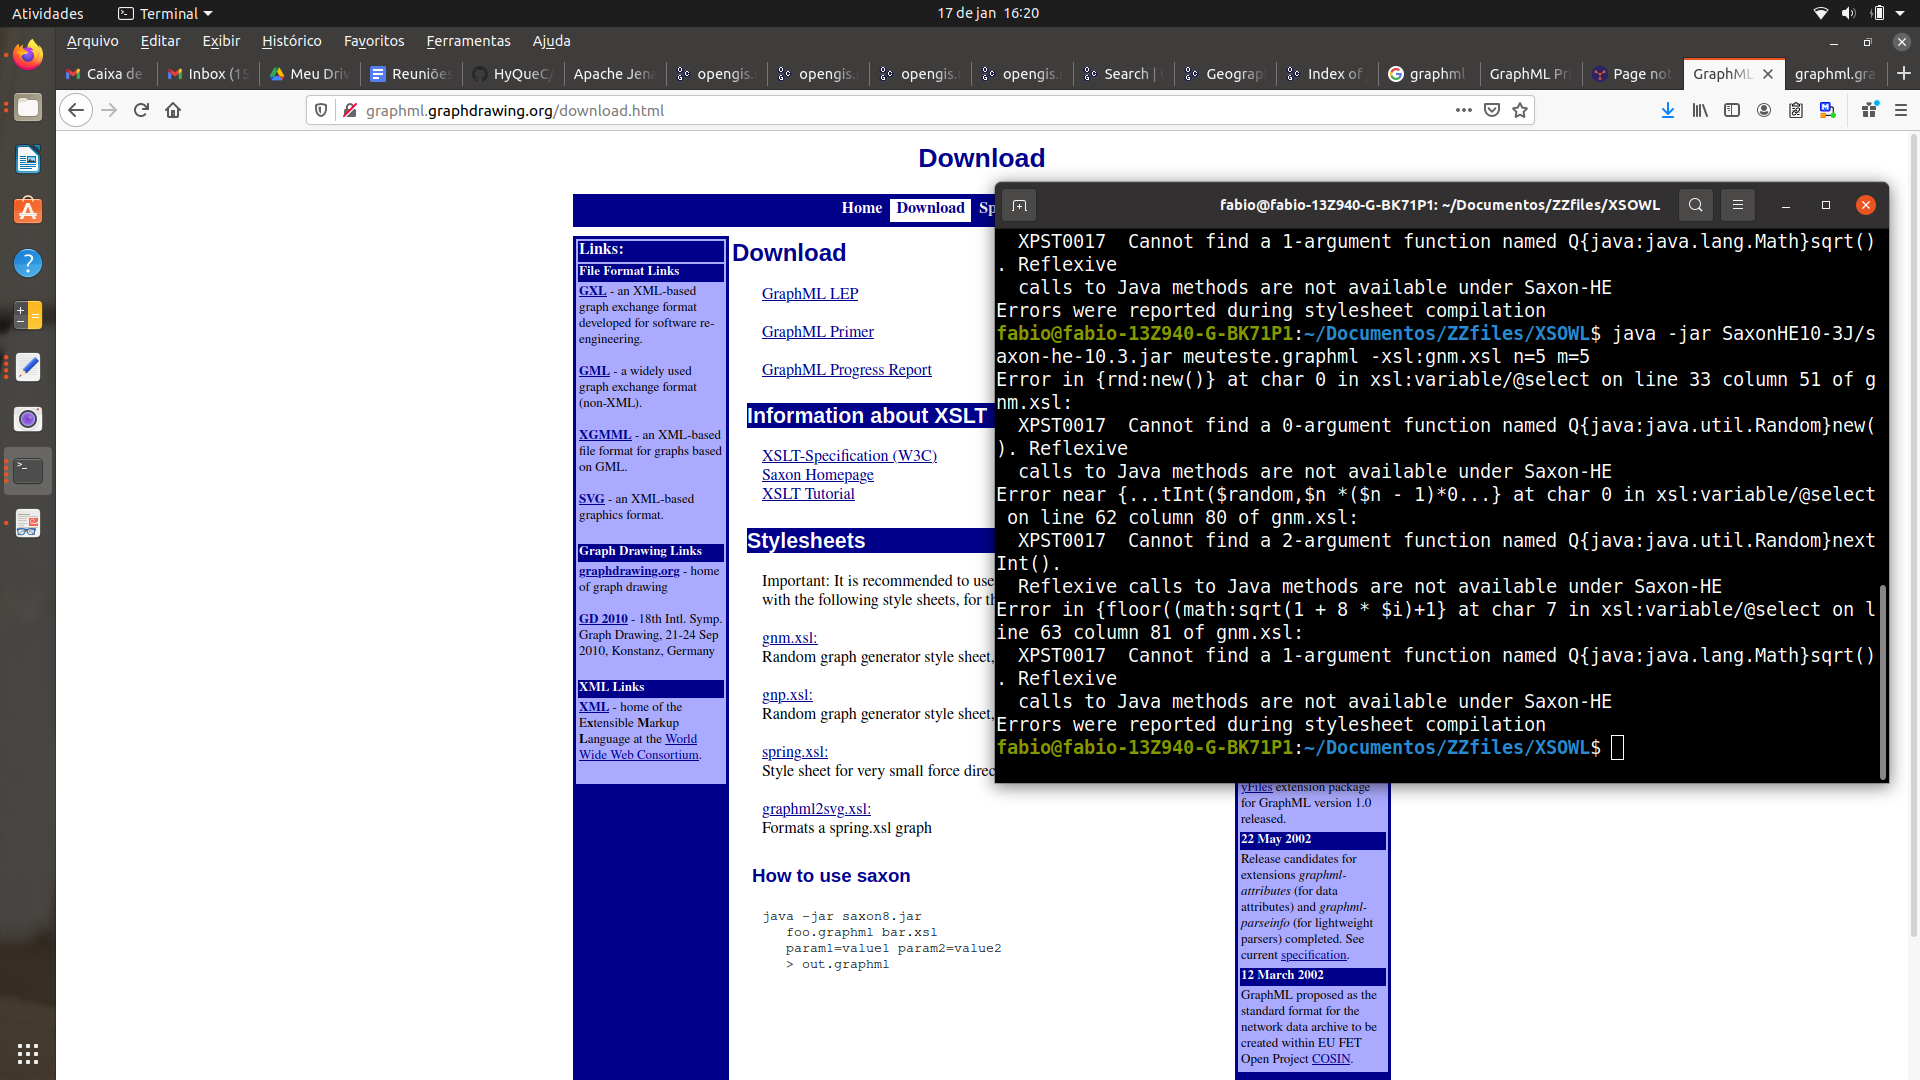 Atividades
Terminal
17 de jan 16:20
Arquivo
Editar
Exibir
Histórico
Favoritos
Ferramentas
Ajuda
Caixa de
Inbox (15
Meu Driv
Reuniões
HyQueC/
Apache Jena
opengis.
opengis.
opengis.
opengis.
Search |
Geograp
Index of
graphml
GraphML Pri
Page not
GraphML
graphml.gra
graphml.graphdrawing.org/download.html
Download
Home
Download
Sp
Links:
File Format Links
GXL - an XML-based
graph exchange format
developed for software re-
engineering.
GML - a widely used
graph exchange format
(non-XML).
XGMML - an XML-based
file format for graphs based
on GML.
SVG - an XML-based
graphics format.
Graph Drawing Links
graphdrawing.org - home
of graph drawing
GD 2010 - 18th Intl. Symp.
Graph Drawing, 21-24 Sep
2010, Konstanz, Germany
XML Links
XML - home of the
Extensible Markup
Language at the World
Wide Web Consortium.
Download
GraphML LEP
GraphML Primer
GraphML Progress Report
Information about XSLT
XSLT-Specification (W3C)
Saxon Homepage
XSLT Tutorial
Stylesheets
Important: It is recommended to use
with the following style sheets, for th
gnm.xsl:
Random graph generator style sheet,
gnp.xsl:
Random graph generator style sheet,
spring.xsl:
Style sheet for very small force direc
graphml2svg.xsl:
Formats a spring.xsl graph
How to use saxon
java -jar saxon8.jar
foo.graphml bar.xsl
param1=value1 param2=value2
> out.graphml
fabio@fabio-13Z940-G-BK71P1: ~/Documentos/ZZfiles/XSOWL
XPST0017  Cannot find a 1-argument function named Q{java:java.lang.Math}sqrt()
. Reflexive
calls to Java methods are not available under Saxon-HE
Errors were reported during stylesheet compilation
fabio@fabio-13Z940-G-BK71P1:~/Documentos/ZZfiles/XSOWL$ java -jar SaxonHE10-3J/s
axon-he-10.3.jar meuteste.graphml -xsl:gnm.xsl n=5 m=5
Error in {rnd:new()} at char 0 in xsl:variable/@select on line 33 column 51 of g
nm.xsl:
XPST0017  Cannot find a 0-argument function named Q{java:java.util.Random}new(
). Reflexive
calls to Java methods are not available under Saxon-HE
Error near {...tInt($random,$n *($n - 1)*0...} at char 0 in xsl:variable/@select
on line 62 column 80 of gnm.xsl:
XPST0017  Cannot find a 2-argument function named Q{java:java.util.Random}next
Int().
Reflexive calls to Java methods are not available under Saxon-HE
Error in {floor((math:sqrt(1 + 8 * $i)+1} at char 7 in xsl:variable/@select on l
ine 63 column 81 of gnm.xsl:
XPST0017  Cannot find a 1-argument function named Q{java:java.lang.Math}sqrt()
. Reflexive
calls to Java methods are not available under Saxon-HE
Errors were reported during stylesheet compilation
fabio@fabio-13Z940-G-BK71P1:~/Documentos/ZZfiles/XSOWL$
yFiles extension package
for GraphML version 1.0
released.
22 May 2002
Release candidates for
extensions graphml-
attributes (for data
attributes) and graphml-
parseinfo (for lightweight
parsers) completed. See
current specification.
12 March 2002
GraphML proposed as the
standard format for the
network data archive to be
created within EU FET
Open Project COSIN.